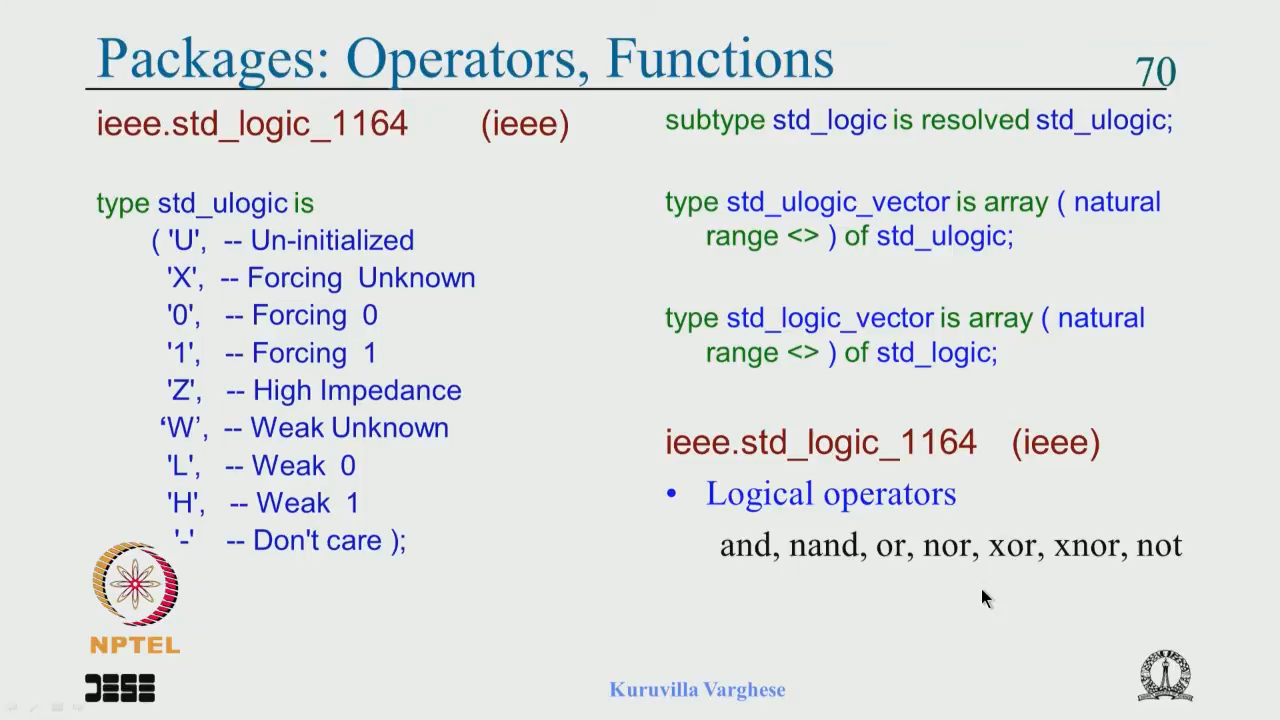 Packages: Operators, Functions
70
ieee.std_logic_1164 (ieee)
type std_ulogic is
( 'U', -- Un-initialized
'X', -- Forcing Unknown
'0', -- Forcing 0
'1', -- Forcing 1
'Z', -- High Impedance
‘W’, -- Weak Unknown
'L', -- Weak 0
'H', -- Weak 1
'-' -- Don't care );
subtype std_logic is resolved std_ulogic;
type std_ulogic_vector is array ( natural
range <> ) of std_ulogic;
type std_logic_vector is array ( natural
range <> ) of std_logic;
ieee.std_logic_1164 (ieee)
• Logical operators
and, nand, or, nor, xor, xnor, not
NPTEL
Kuruvilla Varghese